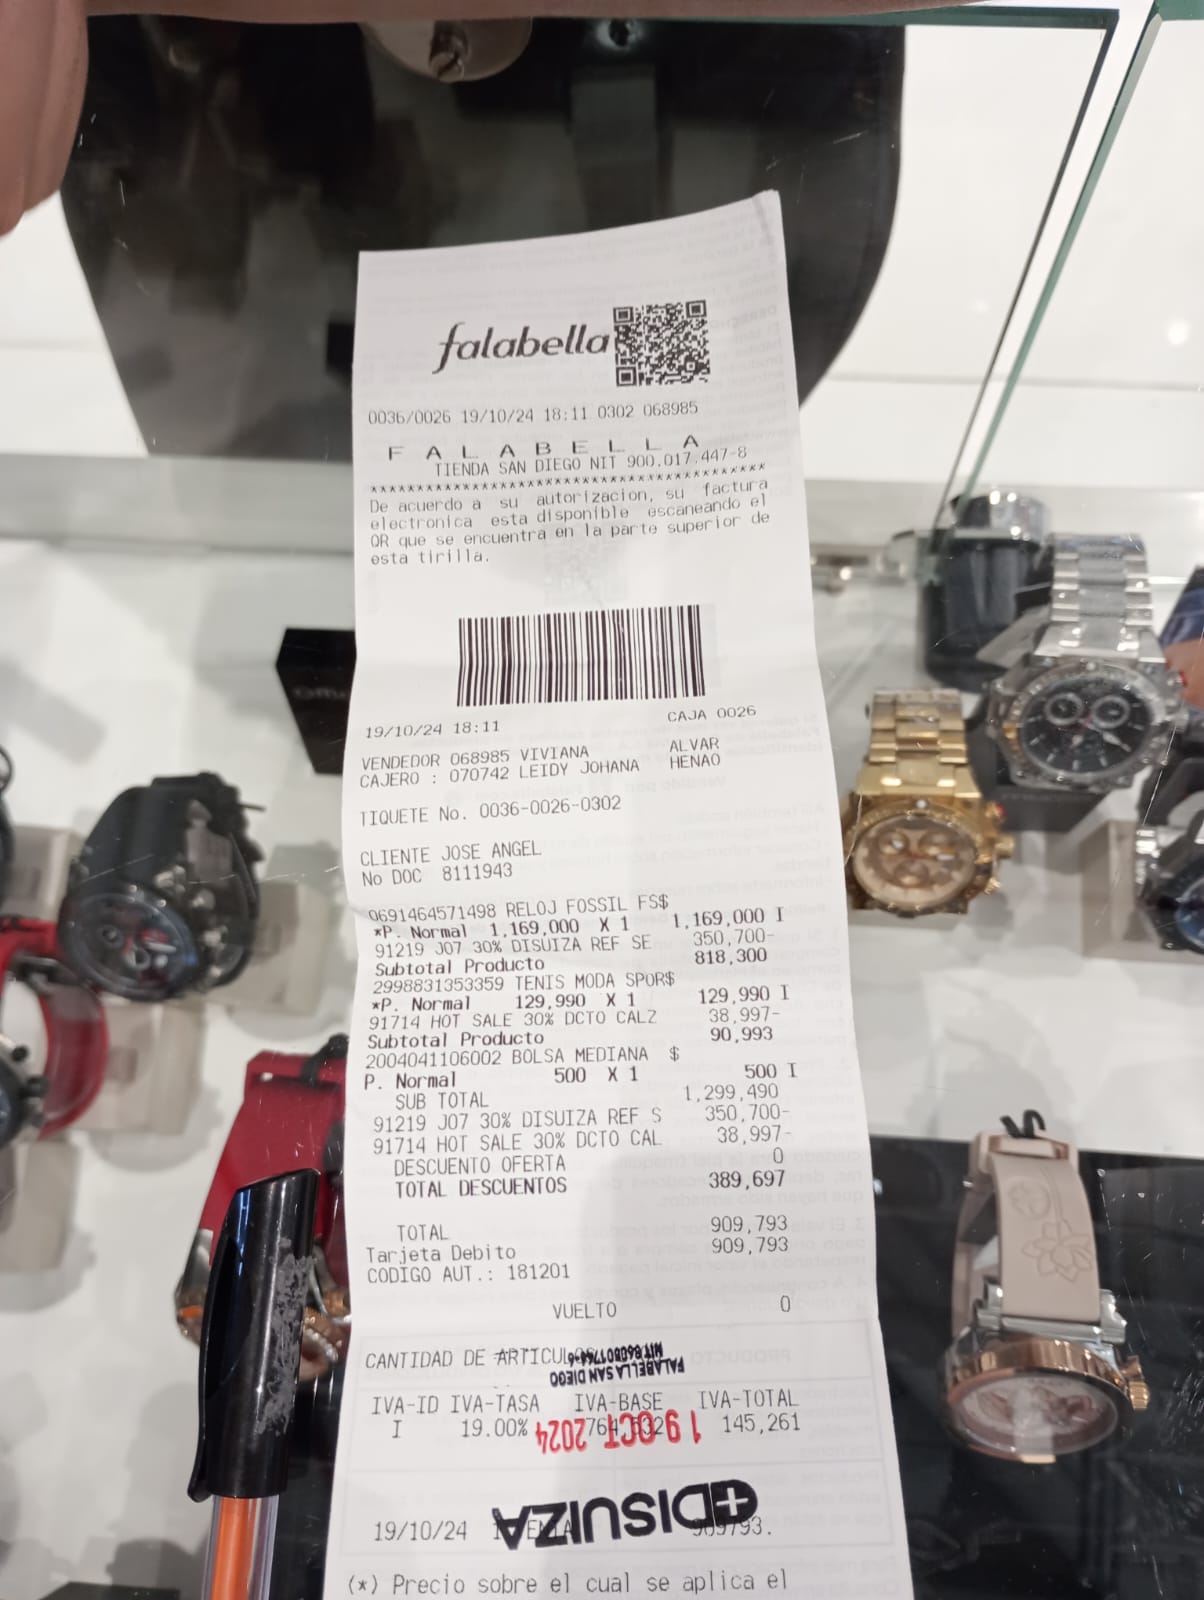 falabella
0036/0026 19/10/24 18:11 0302 068985
F A L A B E L L A
TIENDA SAN DIEGO NIT 900.017.447-8
********************************************
De acuerdo a su autorizacion, su factura
electronica esta disponible escaneando el
QR que se encuentra en la parte superior de
esta tirilla.
19/10/24 18:11 CAJA 0026
VENDEDOR 068985 VIVIANA ALVAR
CAJERO : 070742 LEIDY JOHANA HENAO
TIQUETE No. 0036-0026-0302
CLIENTE JOSE ANGEL
No DOC 8111943
0691464571498 RELOJ FOSSIL FS$
*P. Normal 1,169,000 X 1 1,169,000 I
91219 J07 30% DISUIZA REF SE 350,700-
Subtotal Producto 818,300
2998831353359 TENIS MODA SPOR$
*P. Normal 129,990 X 1 129,990 I
91714 HOT SALE 30% DCTO CALZ 38,997-
Subtotal Producto 90,993
2004041106002 BOLSA MEDIANA $
P. Normal 500 X 1 500 I
SUB TOTAL 1,299,490
91219 J07 30% DISUIZA REF S 350,700-
91714 HOT SALE 30% DCTO CAL 38,997-
DESCUENTO OFERTA 0
TOTAL DESCUENTOS 389,697
TOTAL 909,793
Tarjeta Debito 909,793
CODIGO AUT.: 181201
VUELTO 0
CANTIDAD DE ARTICUL
FALABELLA SAN DIEGO
IVA-ID IVA-TASA IVA-BASE IVA-TOTAL
I 19.00% 145,261
19 OCT 2024
DISUIZA
19/10/24
(*) Precio sobre el cual se aplica el